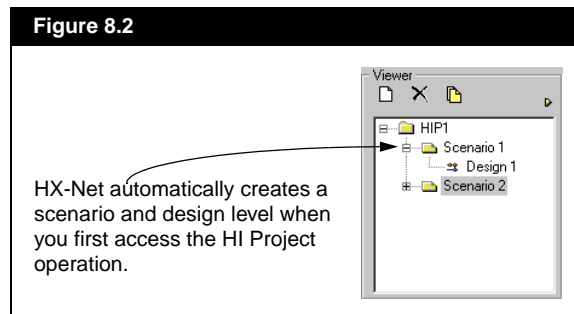 Figure 8.2
Viewer
HIP1
Scenario 1
Design 1
Scenario 2
HX-Net automatically creates a
scenario and design level when
you first access the HI Project
operation.